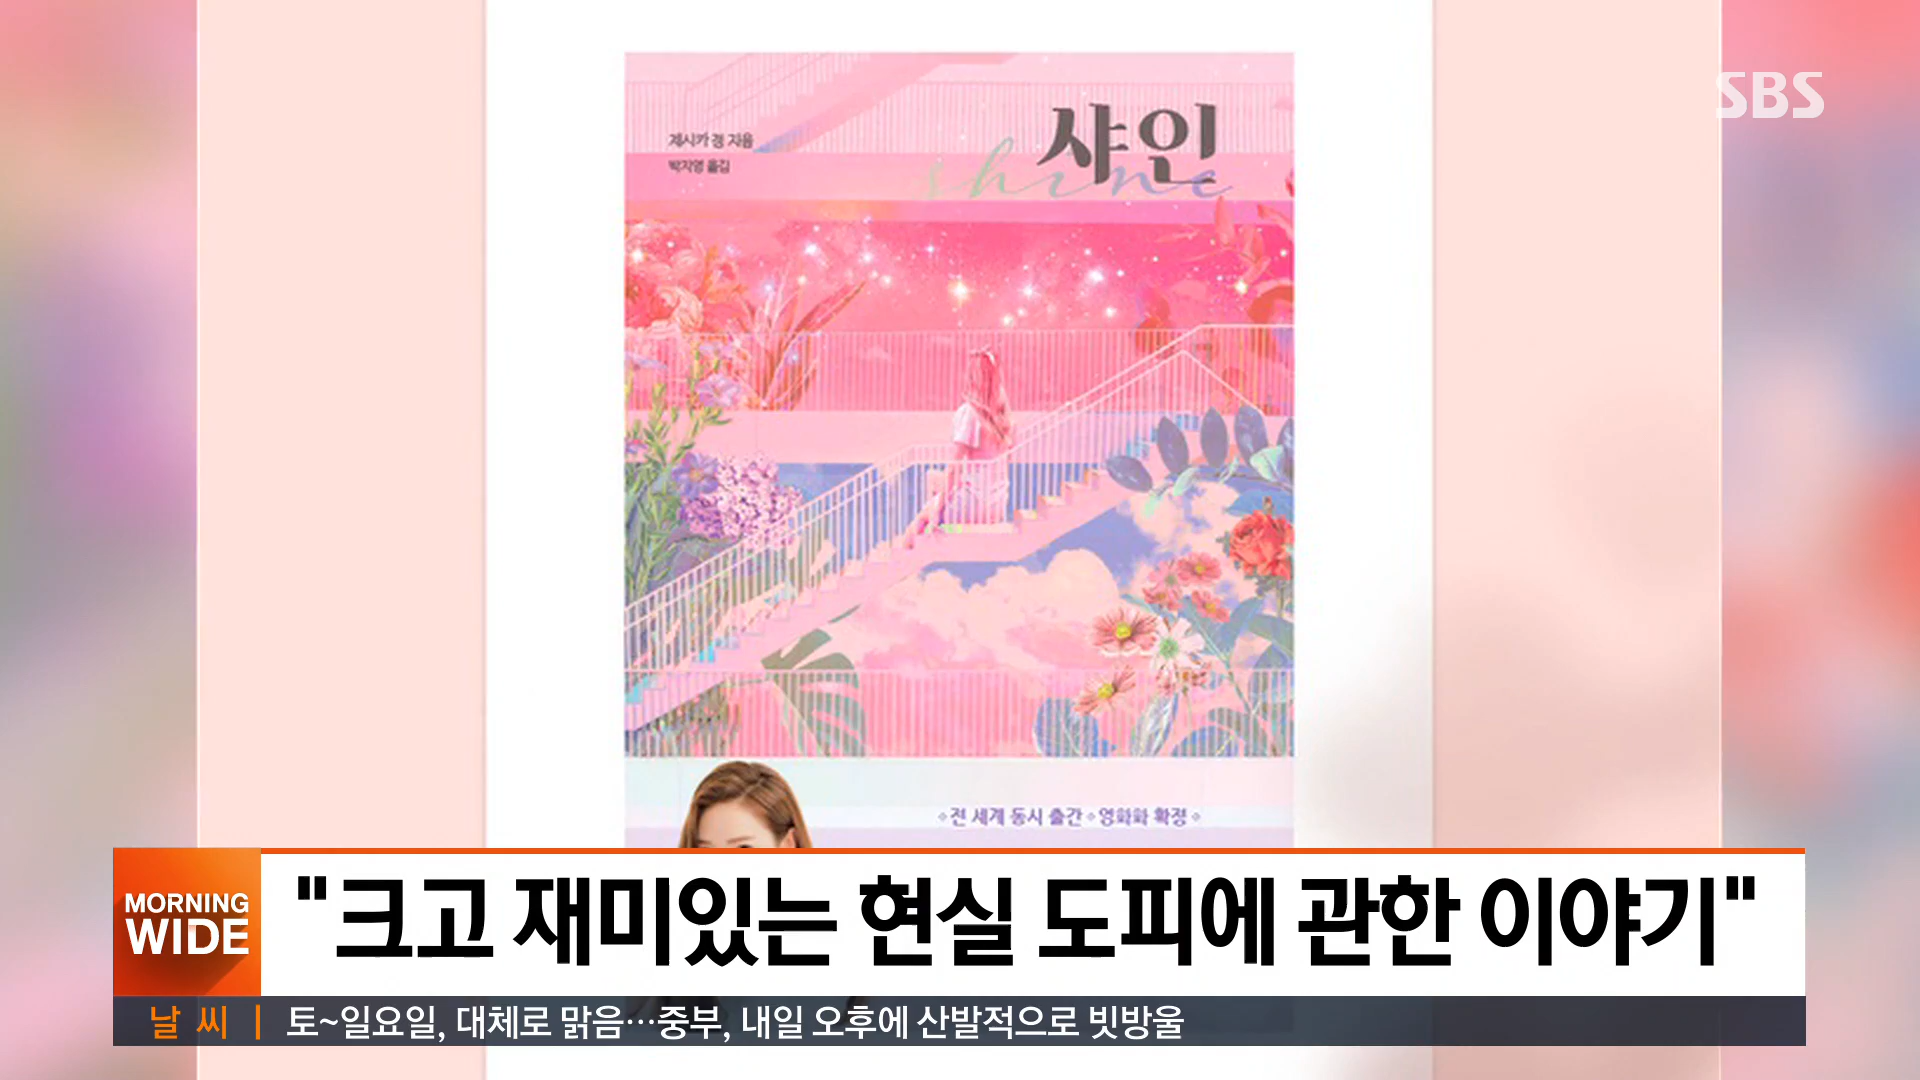 SBS
샤인
shine
제시카 정 지음
박지영 옮김
전 세계 동시 출간 영화화 확정
MORNING
WIDE
"크고 재미있는 현실 도피에 관한 이야기"
날씨 | 토~일요일, 대체로 맑음…중부, 내일 오후에 산발적으로 빗방울